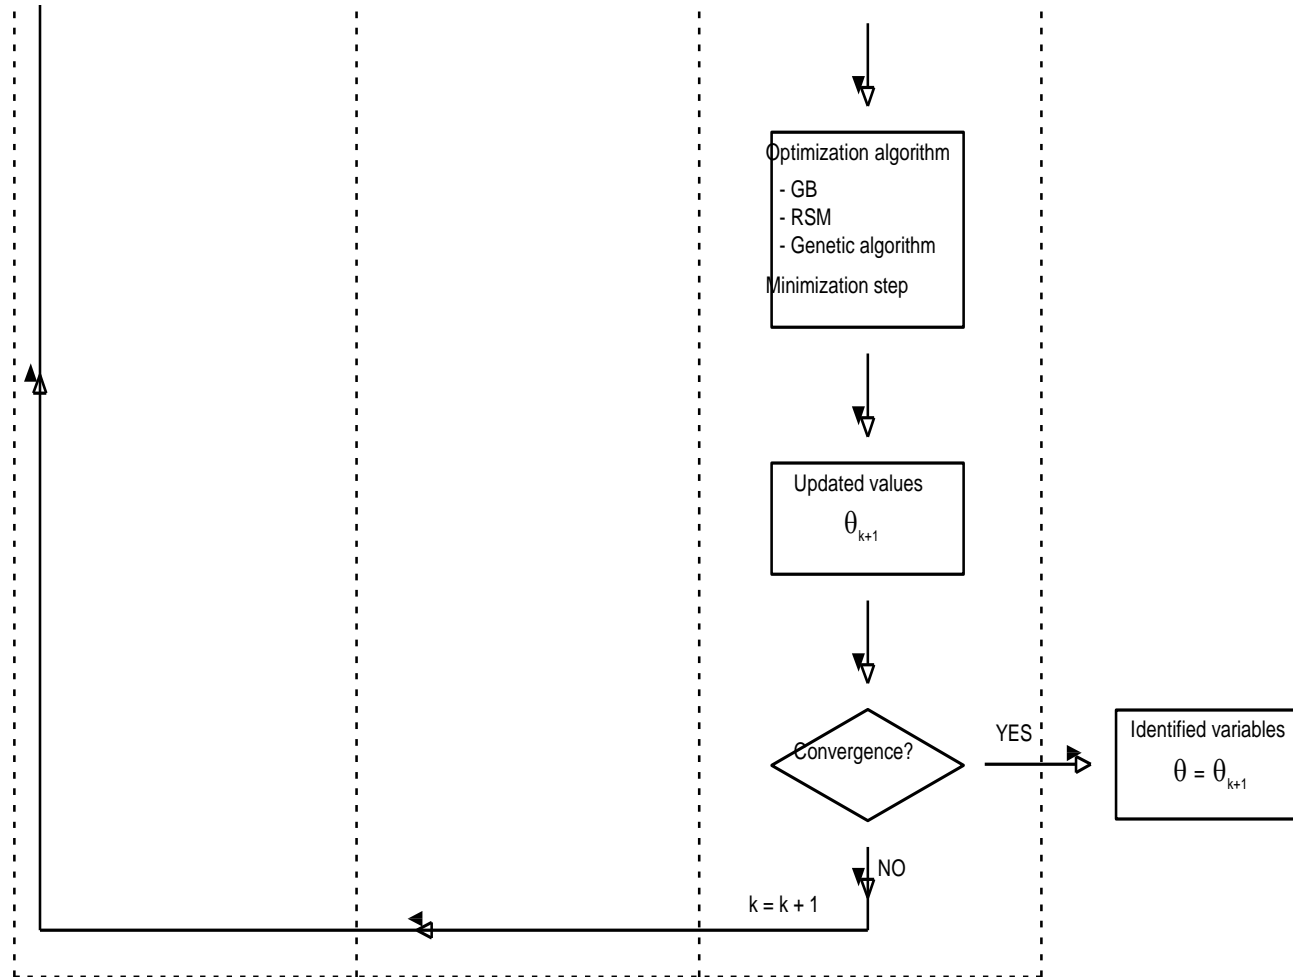 Optimization algorithm
- GB
- RSM
- Genetic algorithm
Minimization step
Updated values
θk+1
Convergence?
YES
Identified variables
θ = θk+1
NO
k = k + 1